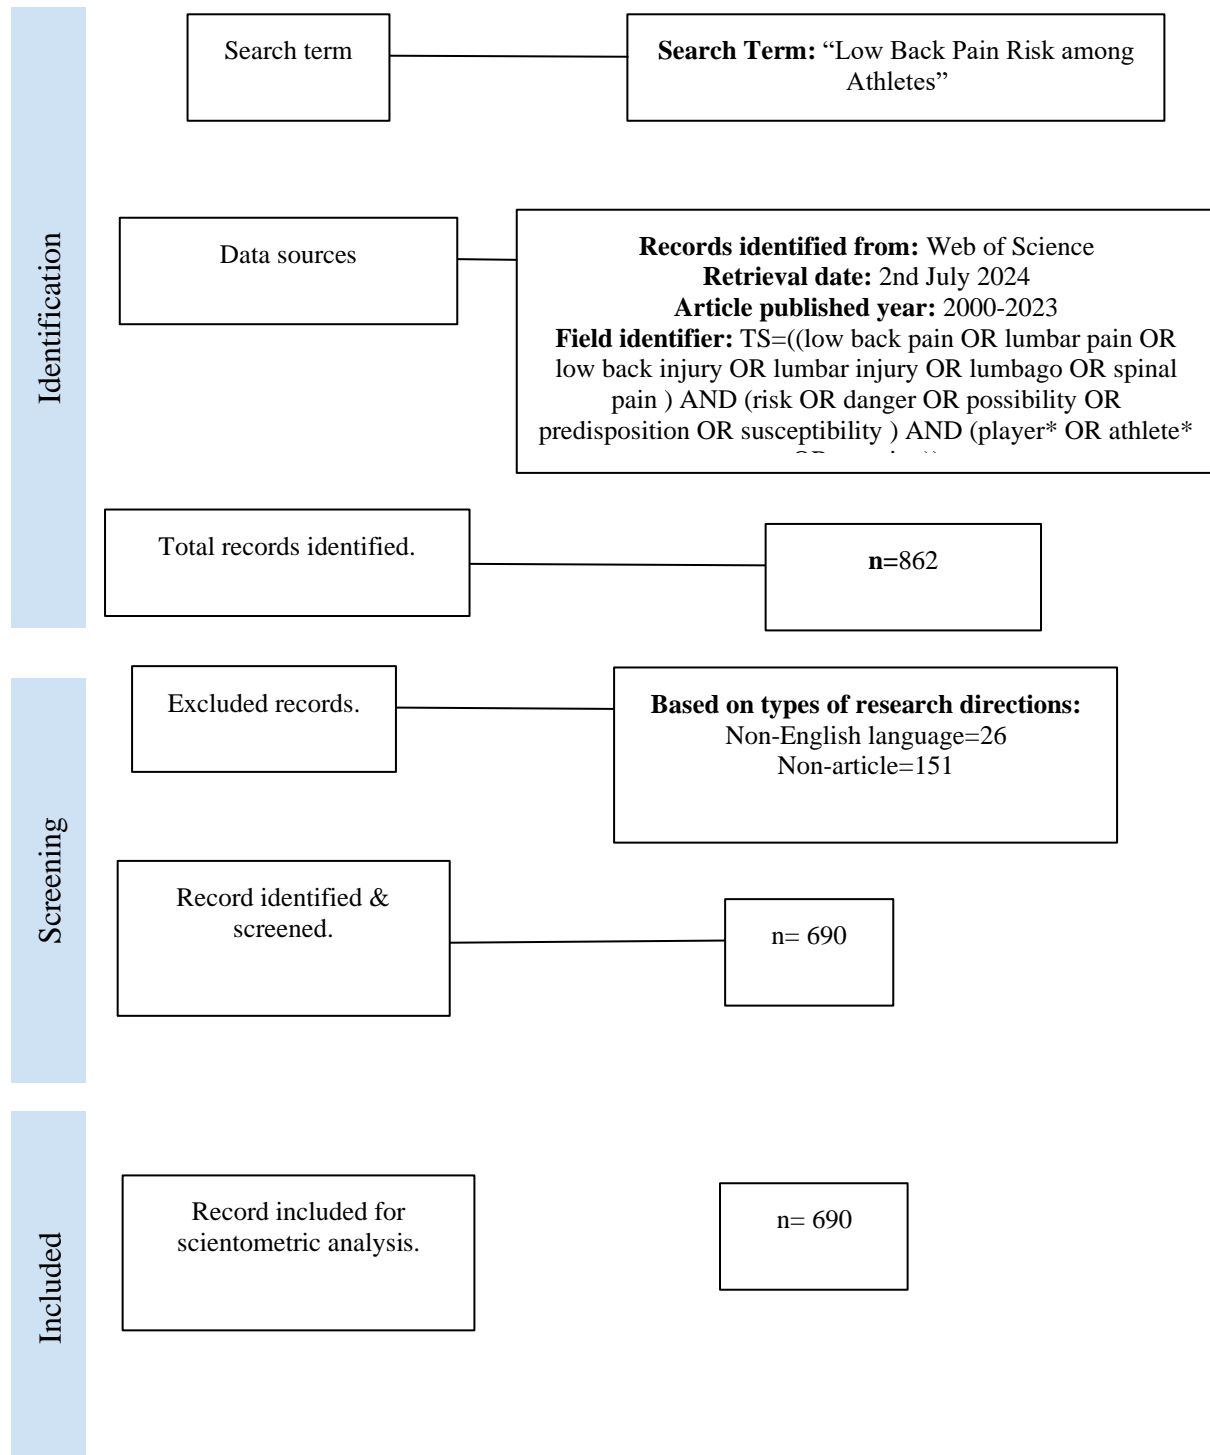 Identification
Search term
Search Term: “Low Back Pain Risk among
Athletes”
Data sources
Records identified from: Web of Science
Retrieval date: 2nd July 2024
Article published year: 2000-2023
Field identifier: TS=((low back pain OR lumbar pain OR
low back injury OR lumbar injury OR lumbago OR spinal
pain ) AND (risk OR danger OR possibility OR
predisposition OR susceptibility ) AND (player* OR athlete*
Total records identified.
n=862
Screening
Excluded records.
Based on types of research directions:
Non-English language=26
Non-article=151
Record identified &
screened.
n= 690
Included
Record included for
scientometric analysis.
n= 690